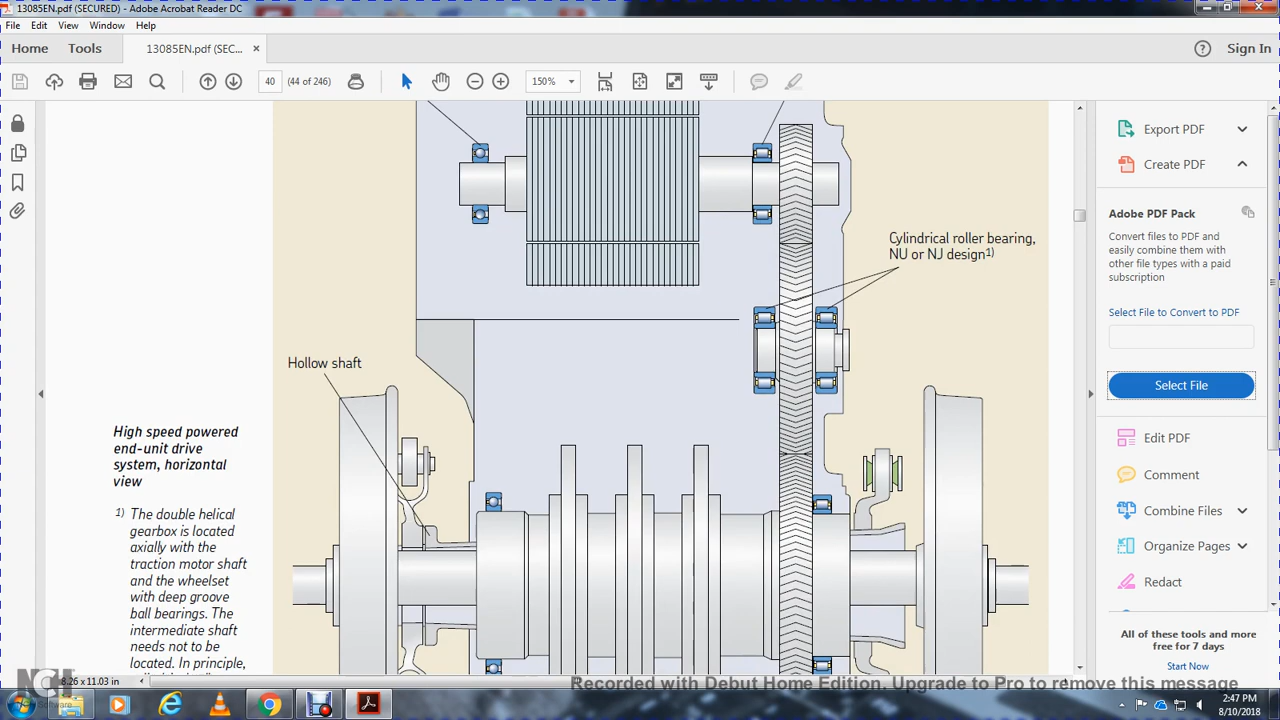 13085EN.pdf (SECURED) - Adobe Acrobat Reader DC
File Edit View Window Help
Home Tools 13085EN.pdf (SEC... × Sign In
40 (44 of 246) 150%
Export PDF
Create PDF
Adobe PDF Pack
Convert files to PDF and
easily combine them with
other file types with a paid
subscription
Select File to Convert to PDF
Select File
Edit PDF
Comment
Combine Files
Organize Pages
Redact
All of these tools and more
free for 7 days
Start Now
Cylindrical roller bearing,
NU or NJ design1)
Hollow shaft
High speed powered
end-unit drive
system, horizontal
view
1) The double helical
gearbox is located
axially with the
traction motor shaft
and the wheelset
with deep groove
ball bearings. The
intermediate shaft
needs not to be
located. In principle,
8.26 x 11.03 in
NCH
Software
Recorded with Debut Home Edition. Upgrade to Pro to remove this message
2:47 PM
8/10/2018